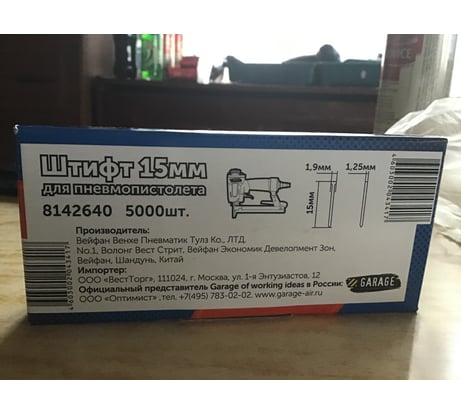 Штифт 15мм
для пневмопистолета
8142640 5000шт.
1,9мм 1,25мм
15мм
Производитель:
Вейфан Венхе Пневматик Тулз Ко., ЛТД.
No.1, Волонг Вест Стрит, Вейфан Экономик Девелопмент Зон,
Вейфан, Шандунь, Китай
Импортер:
ООО «ВестТорг», 111024, г. Москва, ул. 1-я Энтузиастов, 12
Официальный представитель Garage of working ideas в России:
ООО «Оптимист» ,тел. +7(495) 783-02-02. www.garage-air.ru
GARAGE
4603002043417
4603002043417